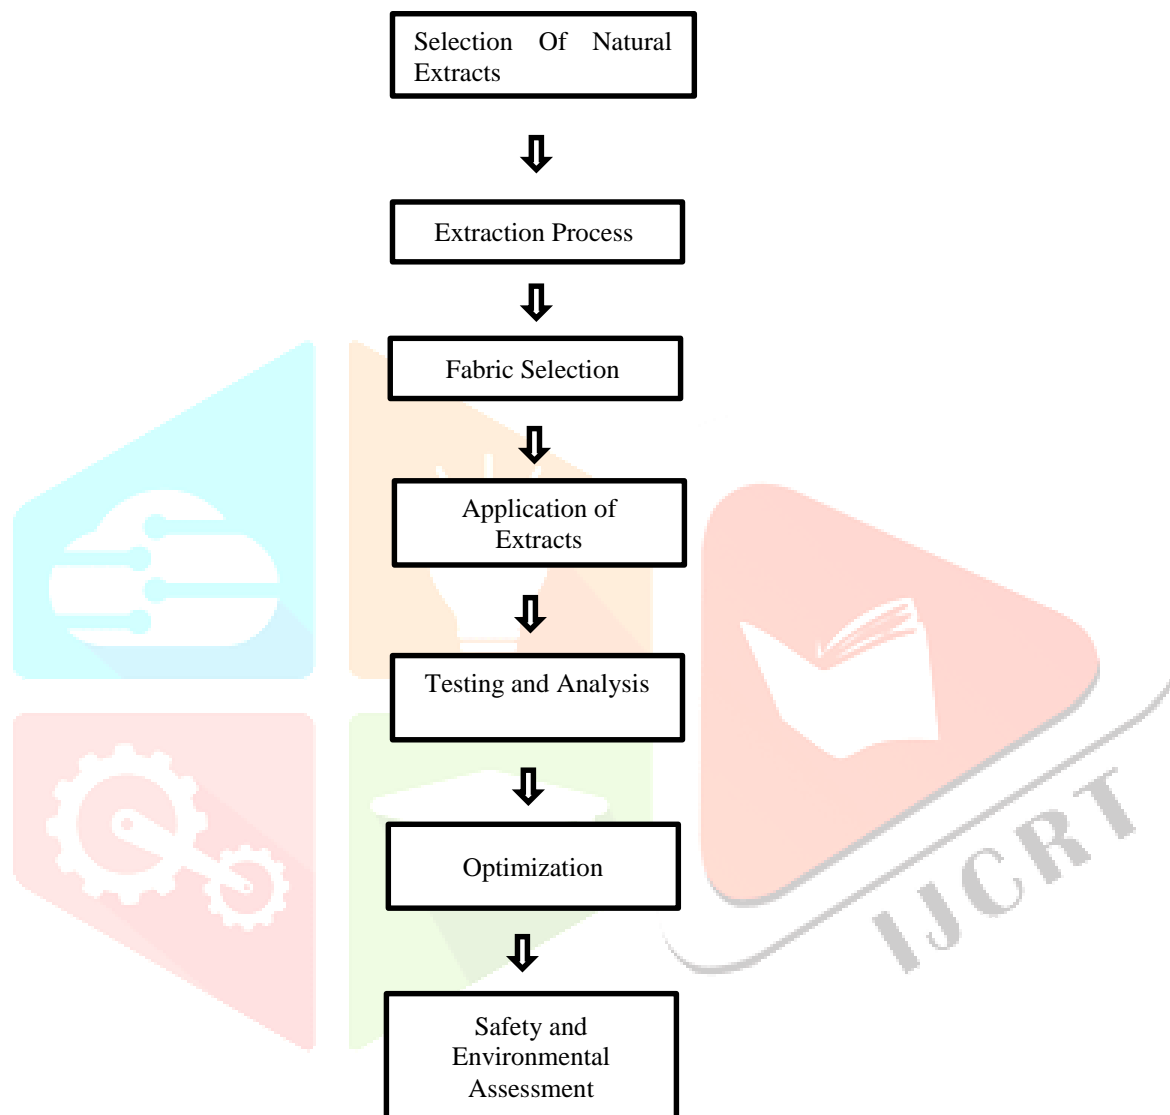 Selection Of Natural
Extracts
Extraction Process
Fabric Selection
Application of
Extracts
Testing and Analysis
Optimization
IJCRT
Safety and
Environmental
Assessment